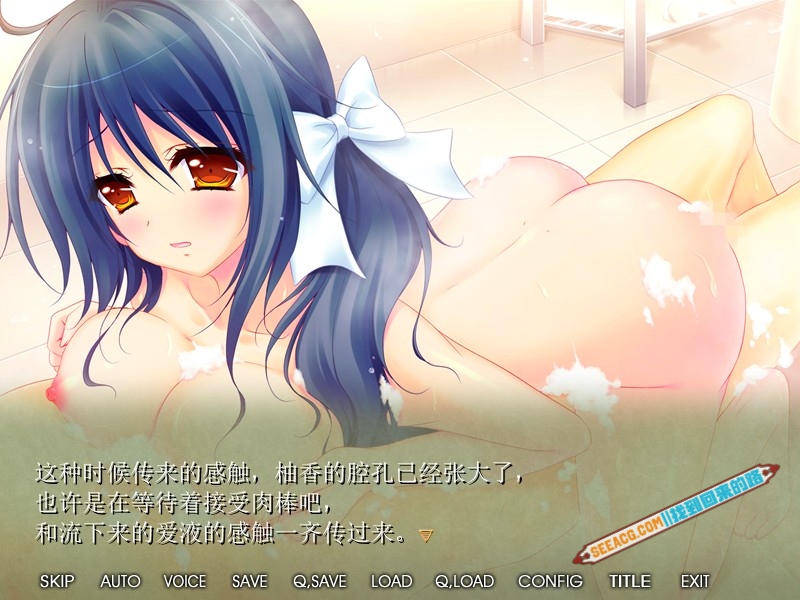 这种时候传来的感触，柚香的腔孔已经张大了，
也许是在等待着接受肉棒吧，
和流下来的爱液的感触一齐传过来。
SEEACG.COM||找到回来的路
SKIP AUTO VOICE SAVE Q,SAVE LOAD Q,LOAD CONFIG TITLE EXIT